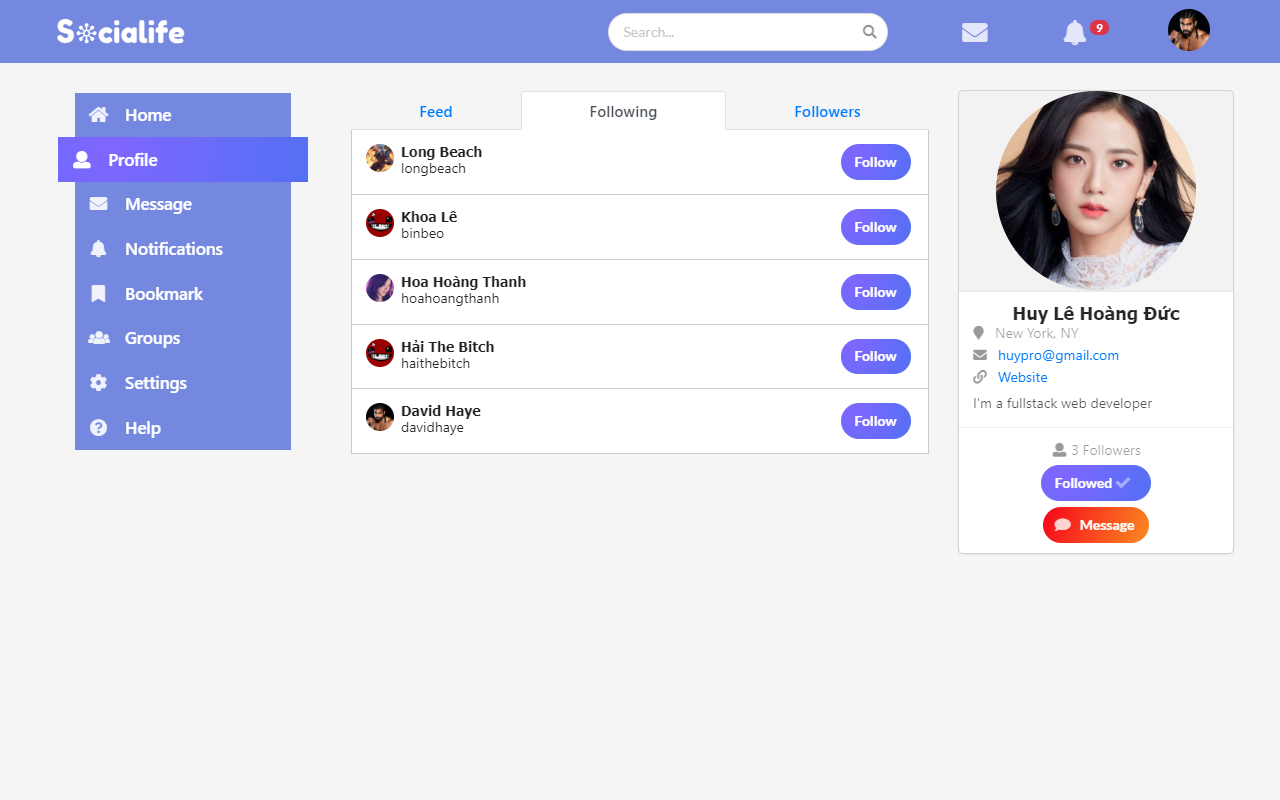 Socialife
Search...
9
Home
Profile
Message
Notifications
Bookmark
Groups
Settings
Help
Feed
Following
Followers
Long Beach
longbeach
Follow
Khoa Lê
binbeo
Follow
Hoa Hoàng Thanh
hoahoangthanh
Follow
Hải The Bitch
haithebitch
Follow
David Haye
davidhaye
Follow
Huy Lê Hoàng Đức
New York, NY
huypro@gmail.com
Website
I'm a fullstack web developer
3 Followers
Followed
Message